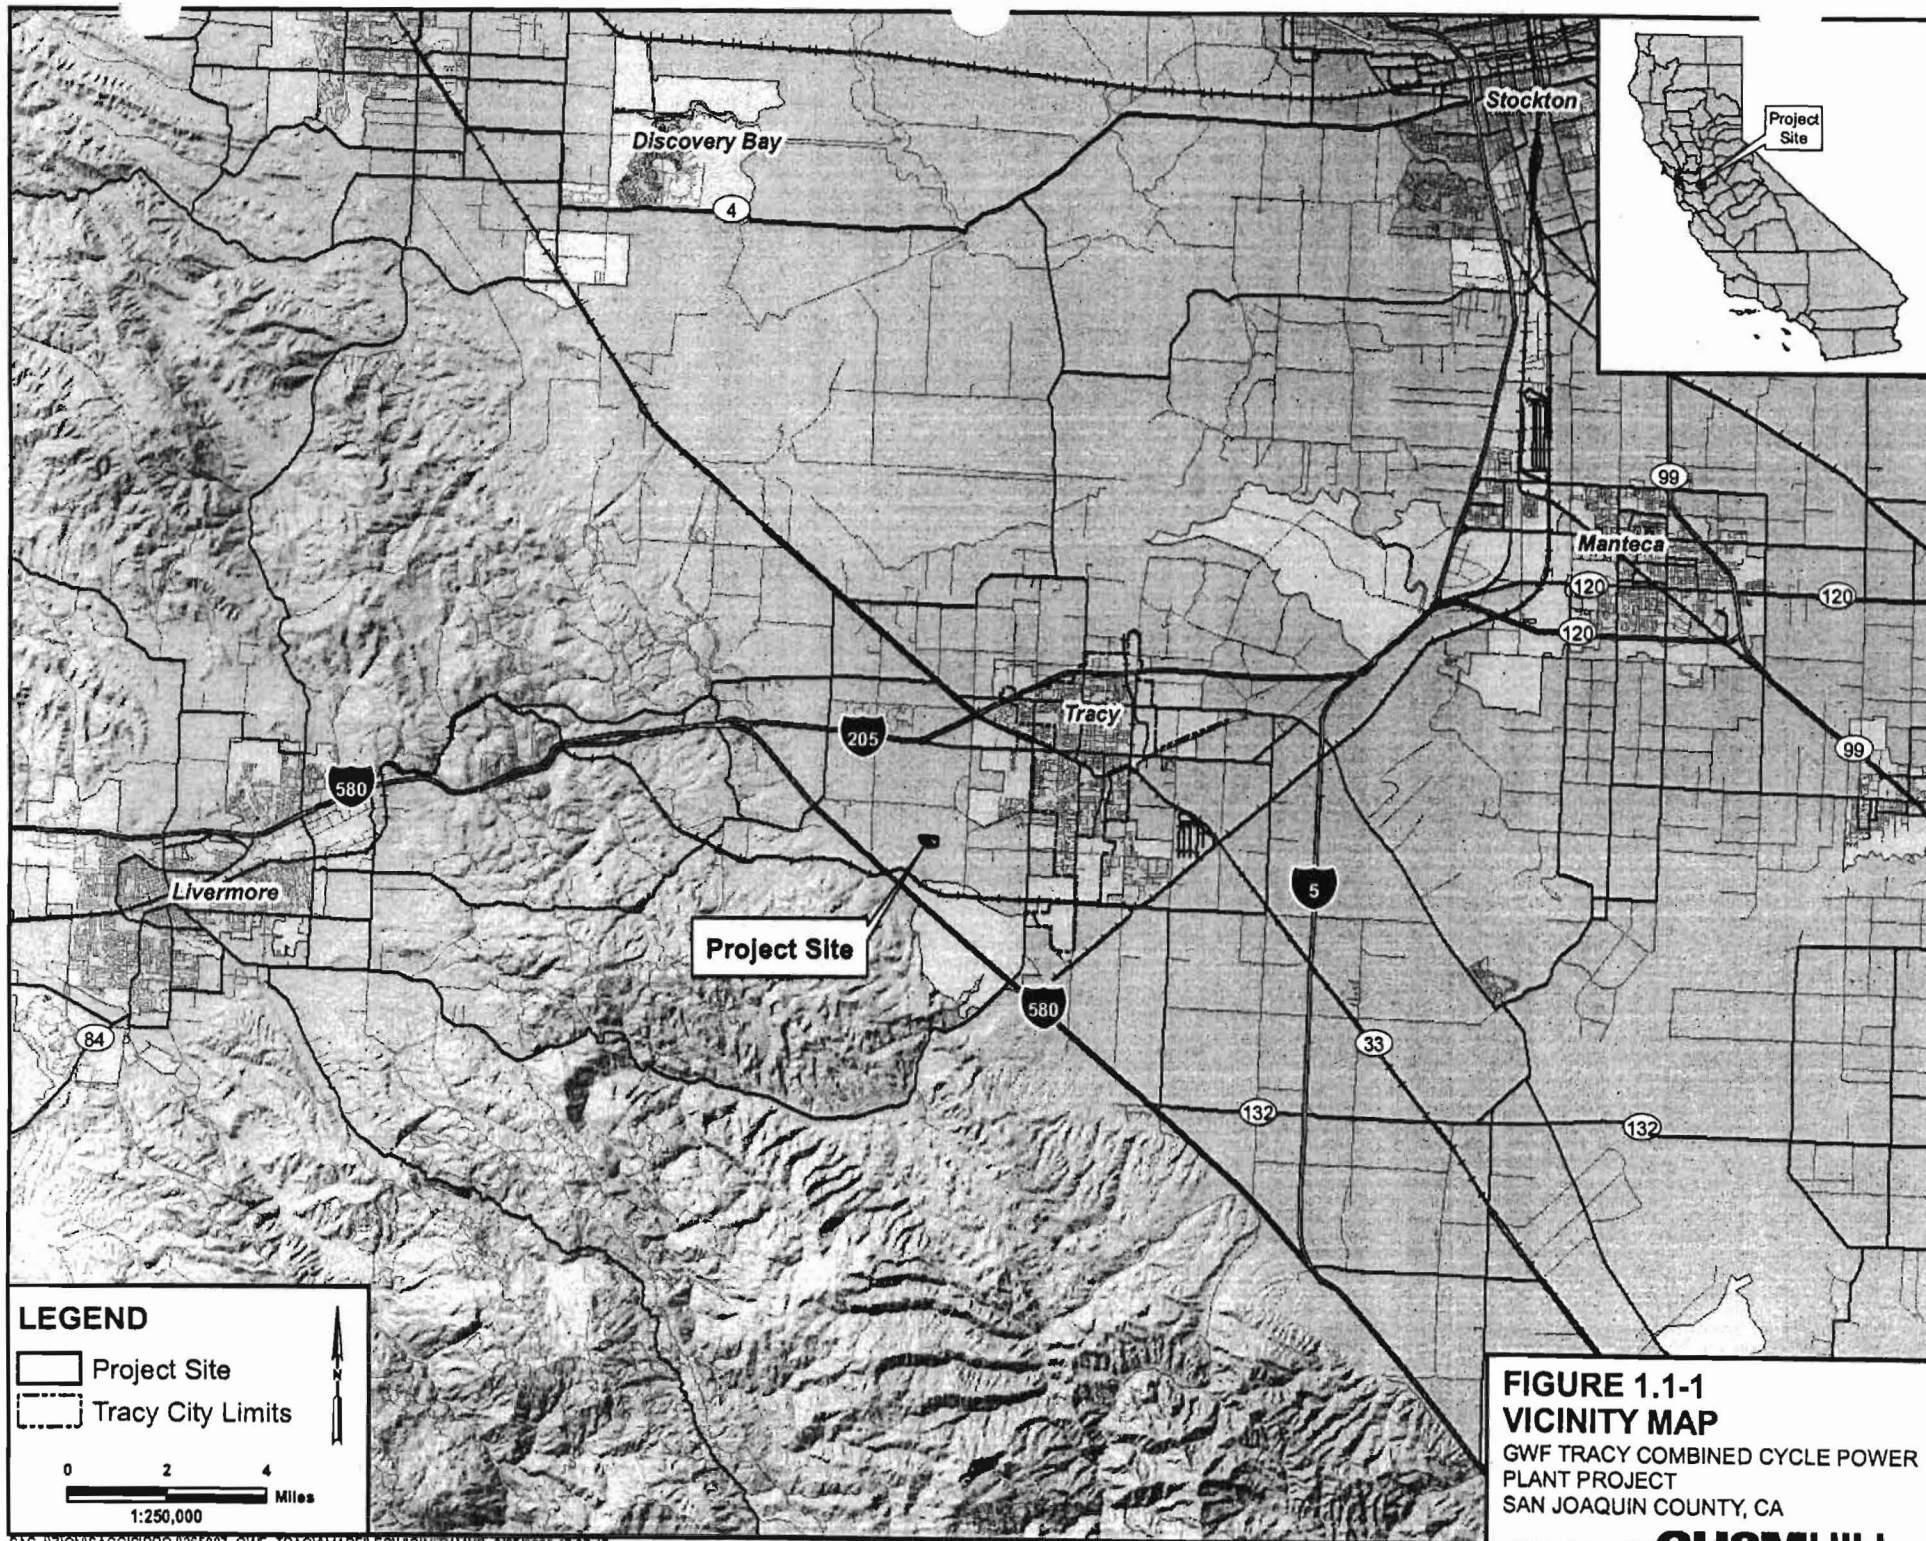 Stockton
Project
Site
Discovery Bay
4
99
Manteca
120
120
120
Tracy
205
99
580
5
Livermore
Project Site
580
84
33
132
132
LEGEND
N
Project Site
Tracy City Limits
0 2 4
Miles
1:250,000
FIGURE 1.1-1
VICINITY MAP
GWF TRACY COMBINED CYCLE POWER
PLANT PROJECT
SAN JOAQUIN COUNTY, CA
CH2MHILL